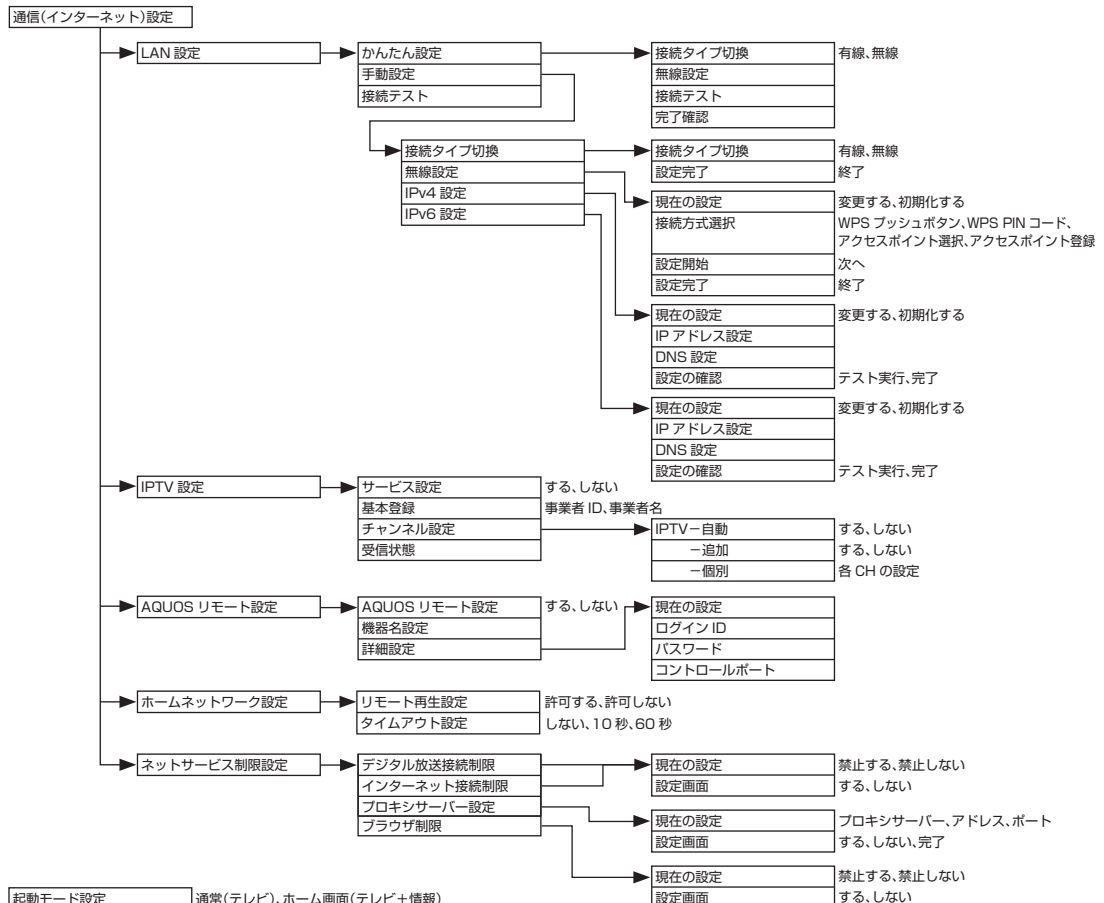 通信(インターネット)設定
LAN 設定
かんたん設定
手動設定
接続テスト
接続タイプ切換 有線、無線
無線設定
接続テスト
完了確認
接続タイプ切換
無線設定
IPv4 設定
IPv6 設定
接続タイプ切換 有線、無線
設定完了 終了
現在の設定 変更する、初期化する
接続方式選択 WPS プッシュボタン、WPS PIN コード、
アクセスポイント選択、アクセスポイント登録
設定開始 次へ
設定完了 終了
現在の設定 変更する、初期化する
IP アドレス設定
DNS 設定
設定の確認 テスト実行、完了
現在の設定 変更する、初期化する
IP アドレス設定
DNS 設定
設定の確認 テスト実行、完了
IPTV 設定
サービス設定 する、しない
基本登録 事業者 ID、事業者名
チャンネル設定
受信状態
IPTV－自動 する、しない
－追加 する、しない
－個別 各 CH の設定
AQUOS リモート設定
AQUOS リモート設定 する、しない
機器名設定
詳細設定
現在の設定
ログイン ID
パスワード
コントロールポート
ホームネットワーク設定
リモート再生設定 許可する、許可しない
タイムアウト設定 しない、10 秒、60 秒
ネットサービス制限設定
デジタル放送接続制限
インターネット接続制限
プロキシサーバー設定
ブラウザ制限
現在の設定 禁止する、禁止しない
設定画面 する、しない
現在の設定 プロキシサーバー、アドレス、ポート
設定画面 する、しない、完了
現在の設定 禁止する、禁止しない
設定画面 する、しない
起動モード設定 通常(テレビ)、ホーム画面(テレビ＋情報)